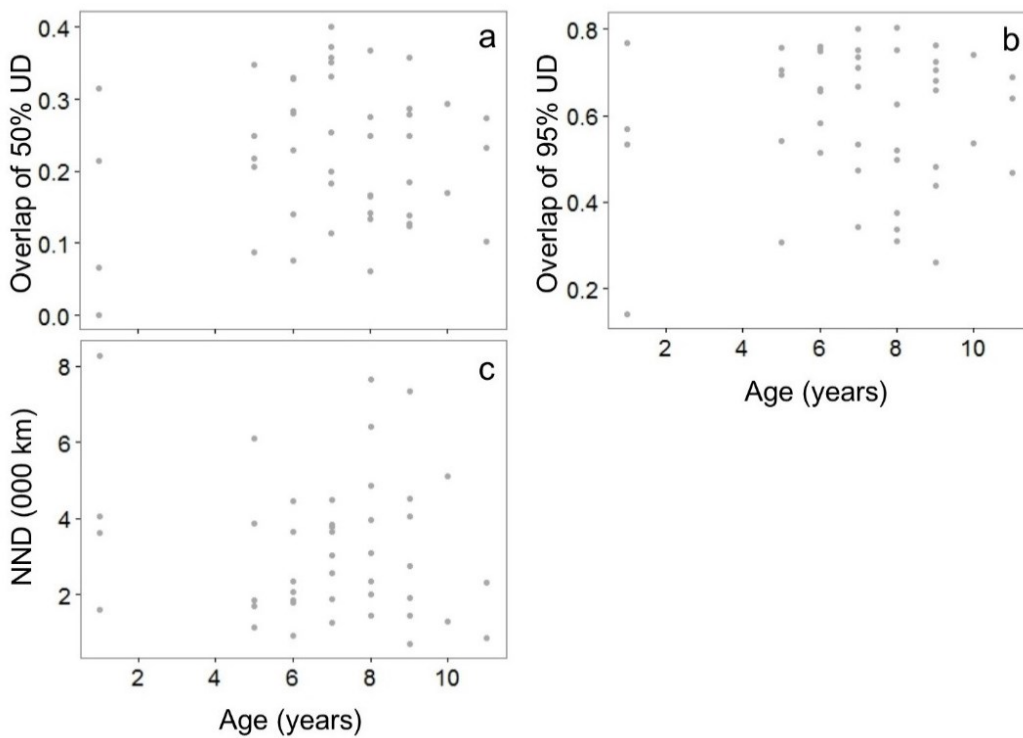 a
Overlap of 50% UD
0.4
0.3
0.2
0.1
0.0
b
Overlap of 95% UD
0.8
0.6
0.4
0.2
2 4 6 8 10
Age (years)
c
NND (000 km)
8
6
4
2
2 4 6 8 10
Age (years)